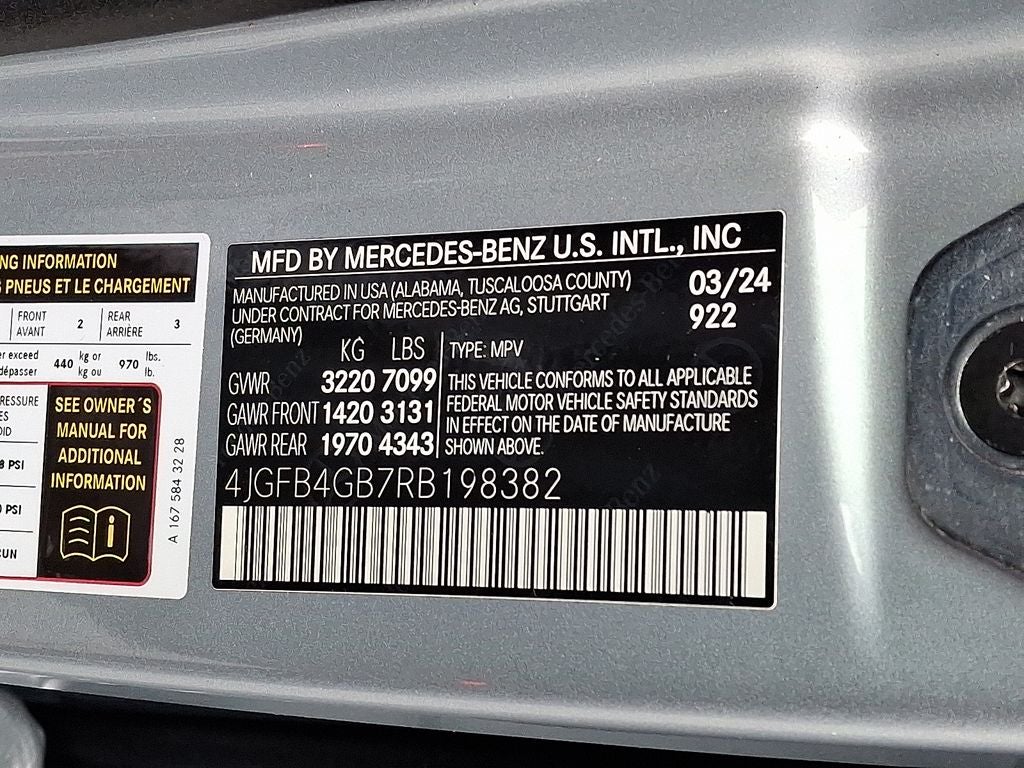 NG INFORMATION
PNEUS ET LE CHARGEMENT
FRONT
AVANT
2
REAR
ARRIÈRE
3
er exceed
dépasser
440
kg or
kg ou
970
lbs.
lb.
RESSURE
ES
OID
8 PSI
0 PSI
CUN
SEE OWNER´S
MANUAL FOR
ADDITIONAL
INFORMATION
i
A 167 584 32 28
MFD BY MERCEDES-BENZ U.S. INTL., INC
MANUFACTURED IN USA (ALABAMA, TUSCALOOSA COUNTY)
UNDER CONTRACT FOR MERCEDES-BENZ AG, STUTTGART
(GERMANY)
03/24
922
KG LBS
GVWR 3220 7099
GAWR FRONT 1420 3131
GAWR REAR 1970 4343
TYPE: MPV
THIS VEHICLE CONFORMS TO ALL APPLICABLE
FEDERAL MOTOR VEHICLE SAFETY STANDARDS
IN EFFECT ON THE DATE OF MANUFACTURE
SHOWN ABOVE.
4JGFB4GB7RB198382